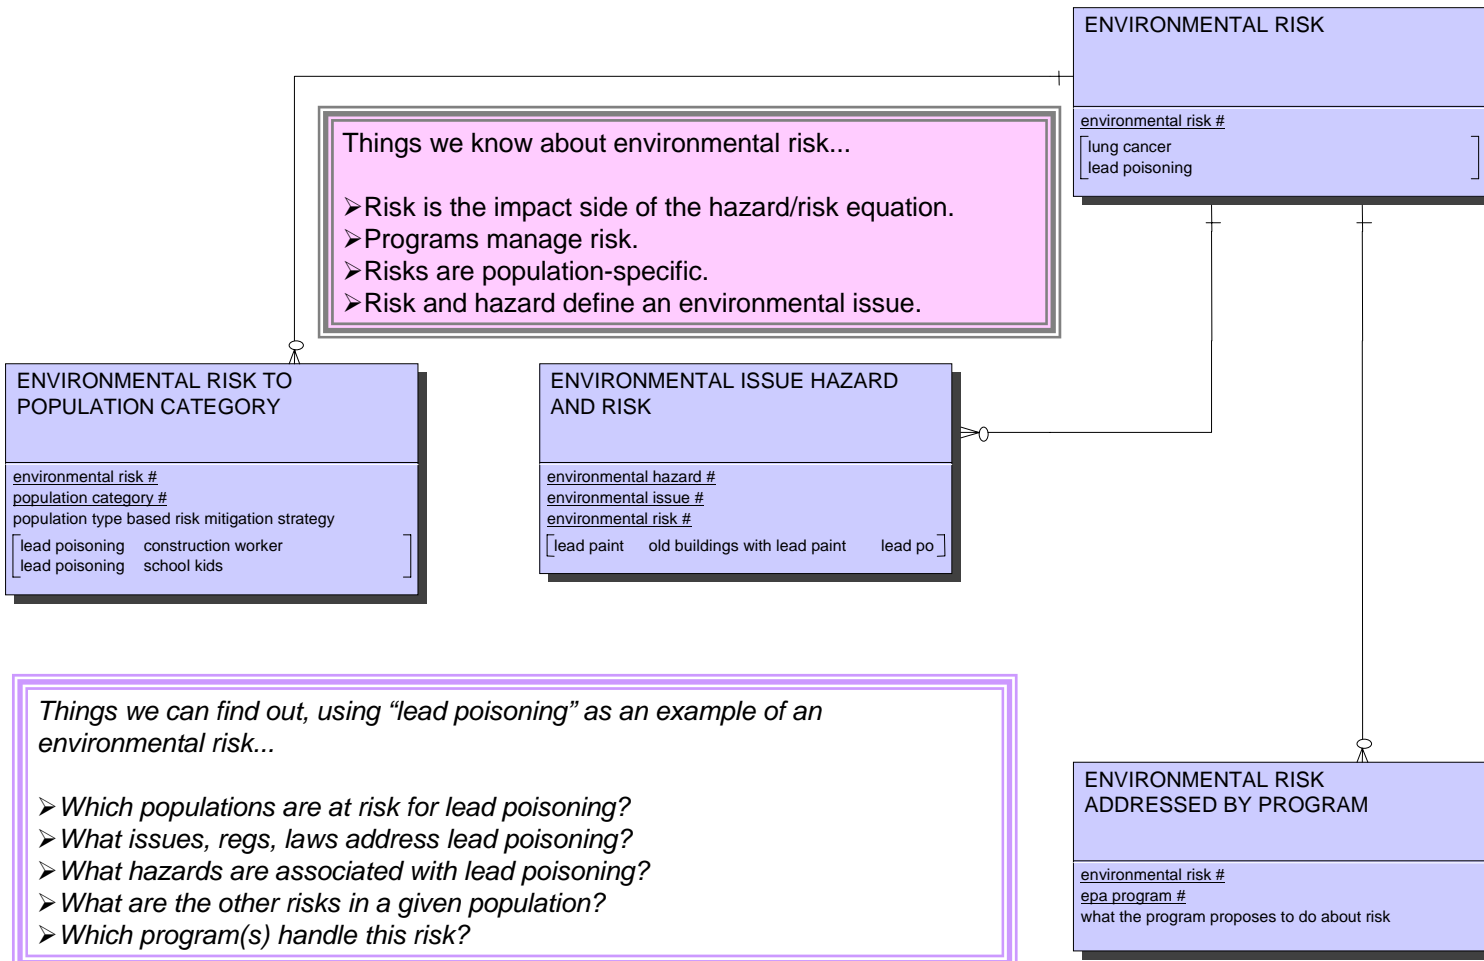 ENVIRONMENTAL RISK
environmental risk #
lung cancer
lead poisoning
Things we know about environmental risk...
➢Risk is the impact side of the hazard/risk equation.
➢Programs manage risk.
➢Risks are population-specific.
➢Risk and hazard define an environmental issue.
ENVIRONMENTAL RISK TO
POPULATION CATEGORY
environmental risk #
population category #
population type based risk mitigation strategy
lead poisoning construction worker
lead poisoning school kids
ENVIRONMENTAL ISSUE HAZARD
AND RISK
environmental hazard #
environmental issue #
environmental risk #
lead paint old buildings with lead paint lead po
Things we can find out, using “lead poisoning” as an example of an
environmental risk...
➢Which populations are at risk for lead poisoning?
➢What issues, regs, laws address lead poisoning?
➢What hazards are associated with lead poisoning?
➢What are the other risks in a given population?
➢Which program(s) handle this risk?
ENVIRONMENTAL RISK
ADDRESSED BY PROGRAM
environmental risk #
epa program #
what the program proposes to do about risk